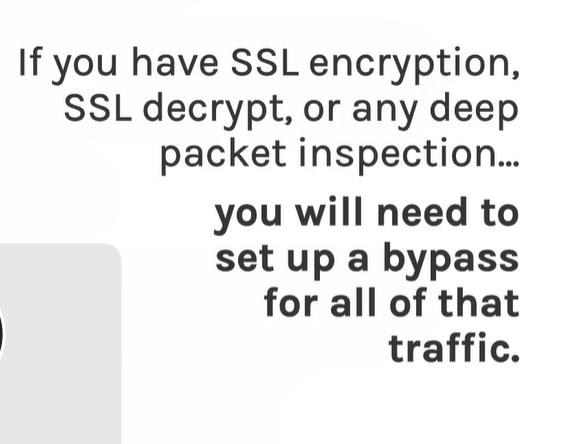 If you have SSL encryption,
SSL decrypt, or any deep
packet inspection...
you will need to
set up a bypass
for all of that
traffic.